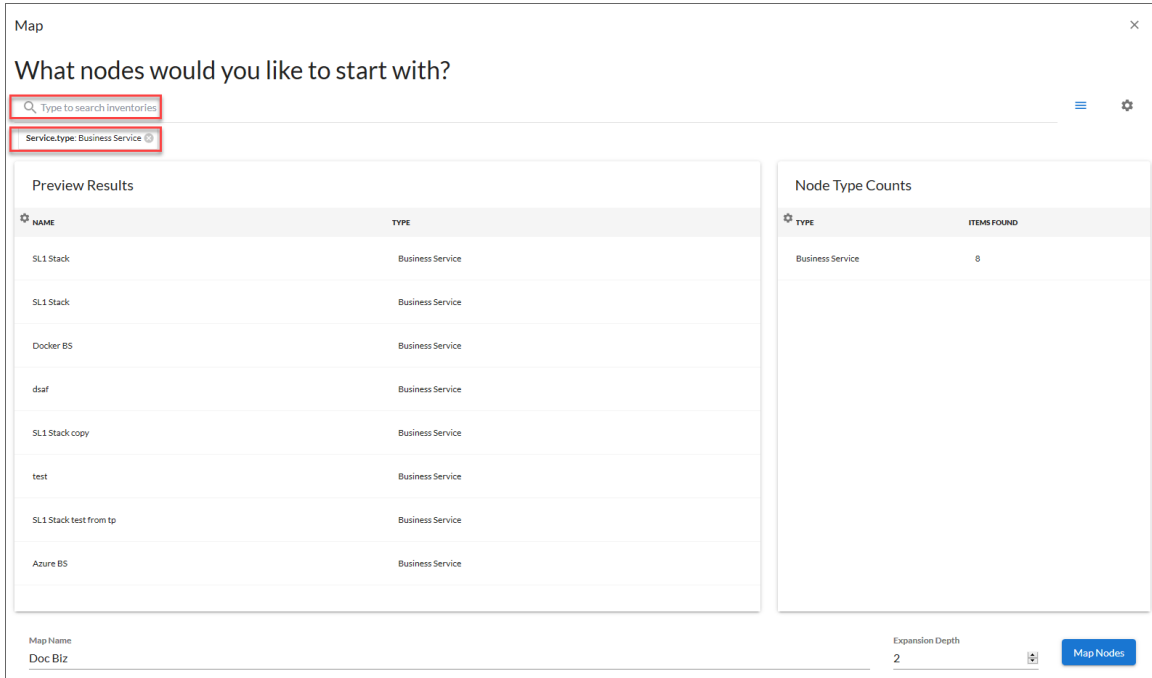 Map
What nodes would you like to start with?
Type to search inventories
Service.type: Business Service
Preview Results
NAME TYPE
SL1 Stack Business Service
SL1 Stack Business Service
Docker BS Business Service
dsaf Business Service
SL1 Stack copy Business Service
test Business Service
SL1 Stack test from tp Business Service
Azure BS Business Service
Node Type Counts
TYPE ITEMS FOUND
Business Service 8
Map Name
Doc Biz
Expansion Depth
2
Map Nodes